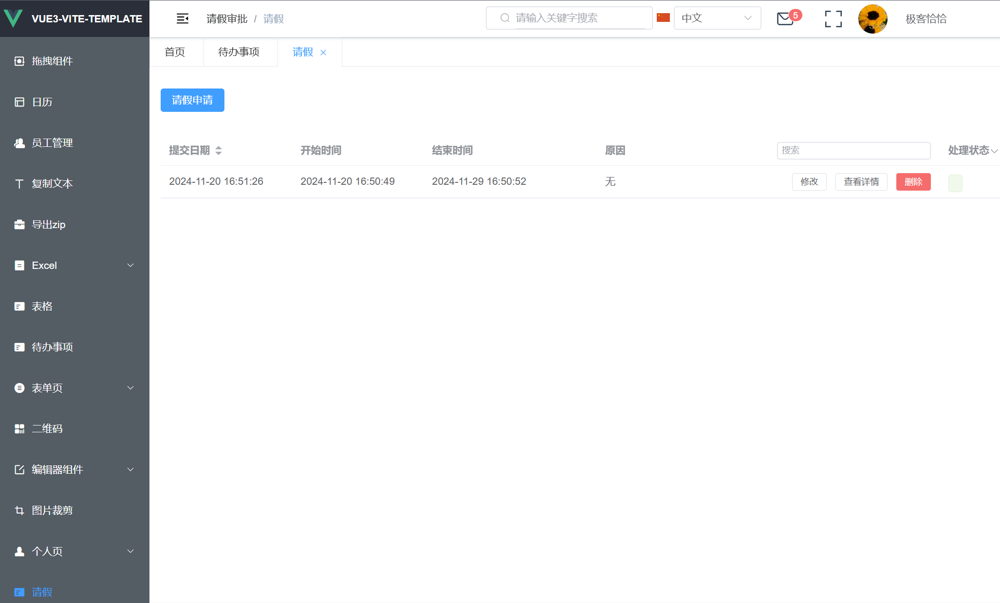 VUE3-VITE-TEMPLATE
请假审批 / 请假
请输入关键字搜索
中文
5
极客恰恰
首页
待办事项
请假
拖拽组件
日历
员工管理
复制文本
导出zip
Excel
表格
待办事项
表单页
二维码
编辑器组件
图片裁剪
个人页
请假
请假申请
提交日期 开始时间 结束时间 原因 搜索 处理状态
2024-11-20 16:51:26 2024-11-20 16:50:49 2024-11-29 16:50:52 无 修改 查看详情 删除